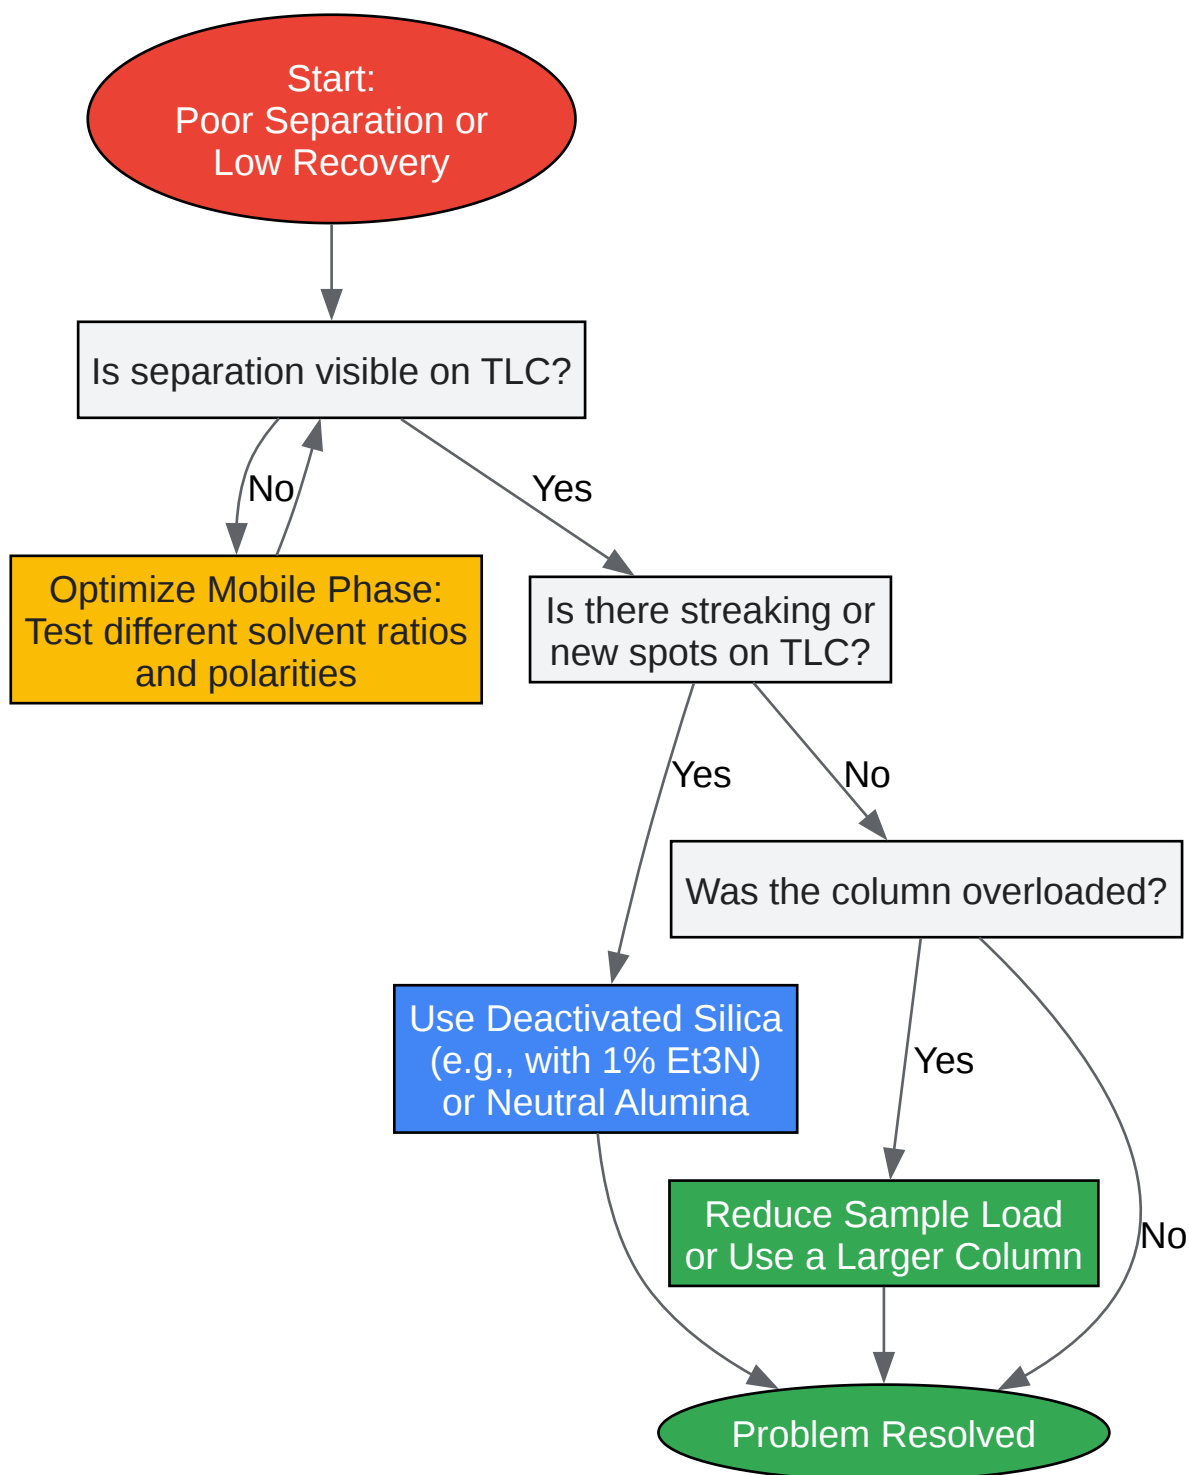 Start:
Poor Separation or
Low Recovery
Is separation visible on TLC?
No
Yes
Optimize Mobile Phase:
Test different solvent ratios
and polarities
Is there streaking or
new spots on TLC?
Yes
No
Was the column overloaded?
Use Deactivated Silica
(e.g., with 1% Et3N)
or Neutral Alumina
Yes
Reduce Sample Load
or Use a Larger Column
No
Problem Resolved